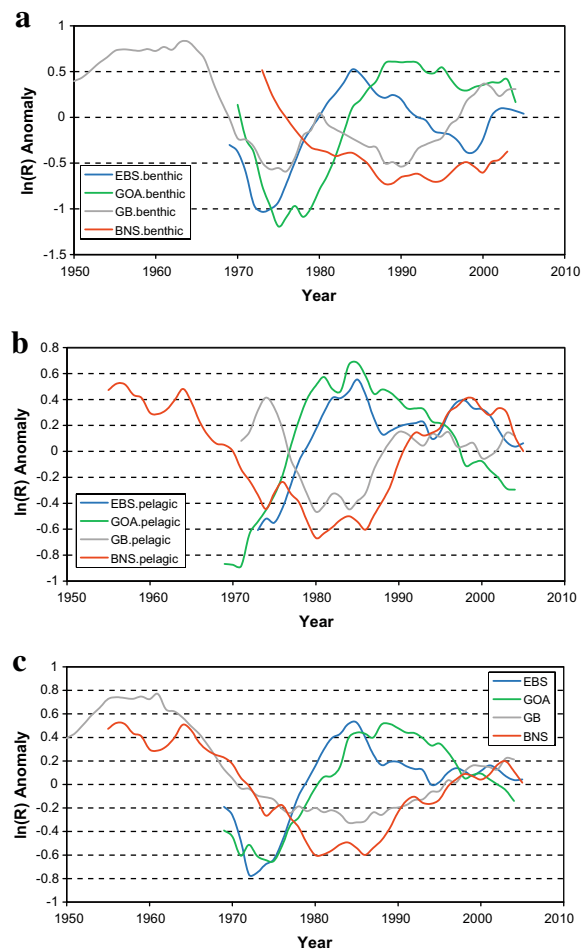 a
ln(R) Anomaly
1
0.5
0
-0.5
-1
-1.5
EBS.benthic
GOA.benthic
GB.benthic
BNS.benthic
1950 1960 1970 1980 1990 2000 2010
Year
b
ln(R) Anomaly
0.8
0.6
0.4
0.2
0
-0.2
-0.4
-0.6
-0.8
-1
EBS.pelagic
GOA.pelagic
GB.pelagic
BNS.pelagic
1950 1960 1970 1980 1990 2000 2010
Year
c
ln(R) Anomaly
1
0.8
0.6
0.4
0.2
0
-0.2
-0.4
-0.6
-0.8
-1
EBS
GOA
GB
BNS
1950 1960 1970 1980 1990 2000 2010
Year